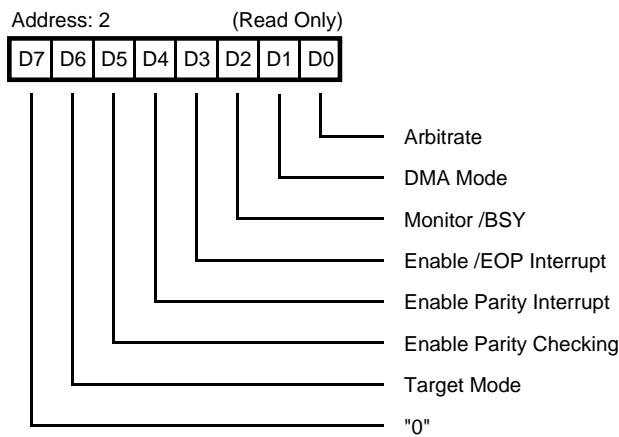 Address: 2 (Read Only)
D7 D6 D5 D4 D3 D2 D1 D0
Arbitrate
DMA Mode
Monitor /BSY
Enable /EOP Interrupt
Enable Parity Interrupt
Enable Parity Checking
Target Mode
"0"